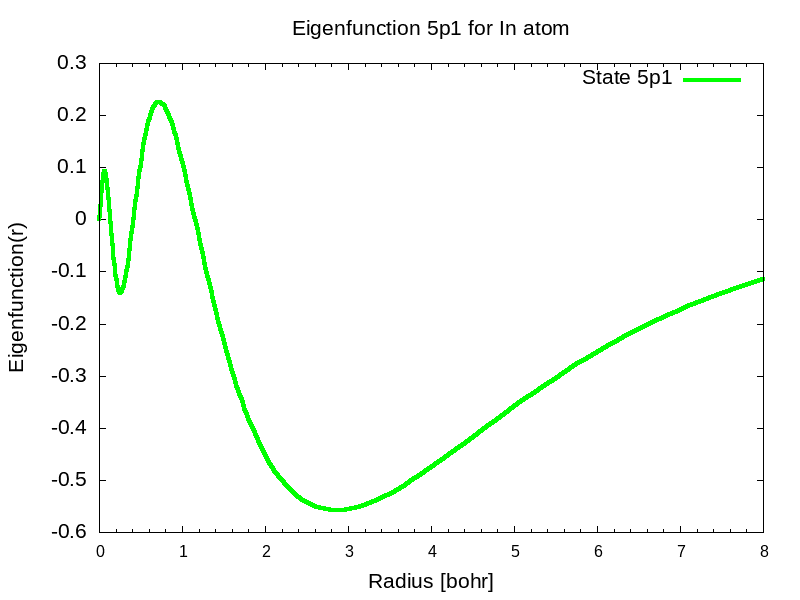 Eigenfunction 5p1 for In atom
State 5p1
0.3
0.2
0.1
0
-0.1
-0.2
-0.3
-0.4
-0.5
-0.6
Eigenfunction(r)
0 1 2 3 4 5 6 7 8
Radius [bohr]